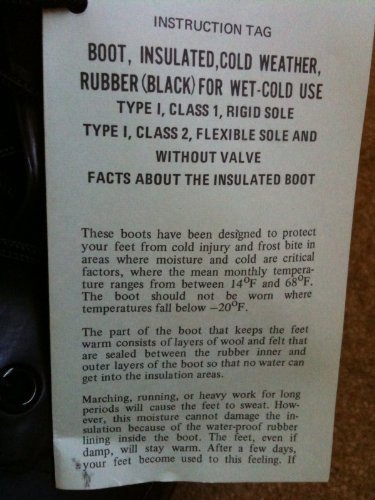 INSTRUCTION TAG
BOOT, INSULATED, COLD WEATHER,
RUBBER (BLACK) FOR WET-COLD USE
TYPE I, CLASS 1, RIGID SOLE
TYPE I, CLASS 2, FLEXIBLE SOLE AND
WITHOUT VALVE
FACTS ABOUT THE INSULATED BOOT
These boots have been designed to protect
your feet from cold injury and frost bite in
areas where moisture and cold are critical
factors, where the mean monthly tempera-
ture ranges from between 14°F and 68°F.
The boot should not be worn where
temperatures fall below —20°F.
The part of the boot that keeps the feet
warm consists of layers of wool and felt that
are sealed between the rubber inner and
outer layers of the boot so that no water can
get into the insulation areas.
Marching, running, or heavy work for long
periods will cause the feet to sweat. How-
ever, this moisture cannot damage the in-
sulation because of the water-proof rubber
lining inside the boot. The feet, even if
damp, will stay warm. After a few days,
your feet become used to this feeling. If